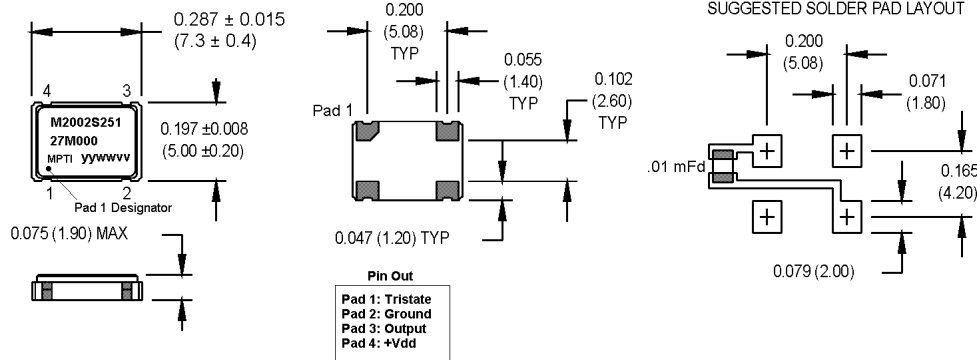 0.287 ± 0.015
(7.3 ± 0.4)
4 3
M2002S251
27M000
MPTI yywwvv
1 2
Pad 1 Designator
0.197 ±0.008
(5.00 ±0.20)
0.075 (1.90) MAX
0.200
(5.08)
TYP
0.055
(1.40)
TYP
0.102
(2.60)
TYP
Pad 1
0.047 (1.20) TYP
Pin Out
Pad 1: Tristate
Pad 2: Ground
Pad 3: Output
Pad 4: +Vdd
SUGGESTED SOLDER PAD LAYOUT
0.200
(5.08)
0.071
(1.80)
.01 mFd
0.165
(4.20)
0.079 (2.00)